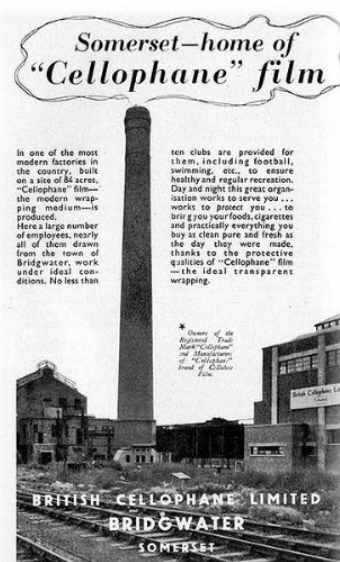 Somerset—home of
“Cellophane” film
In one of the most
modern factories in
the country, built
on a site of 84 acres,
“Cellophane” film—
the modern wrap-
ping medium—is
produced.
Here a large number
of employees, nearly
all of them drawn
from the town of
Bridgwater, work
under ideal con-
ditions. No less than
ten clubs are provided for
them, including football,
swimming, etc., to ensure
healthy and regular recreation.
Day and night this great organ-
isation works to serve you . . .
works to protect you . . . to
bring you your foods, cigarettes
and practically everything you
buy as clean pure and fresh as
the day they were made,
thanks to the protective
qualities of “Cellophane” film
—the ideal transparent
wrapping.
* Owners of the
Registered Trade
Mark “Cellophane”
and Manufacturers
of “Cellophane”
brand of Cellulose
Film.
British Cellophane Ltd
BRITISH CELLOPHANE LIMITED
BRIDGWATER
SOMERSET